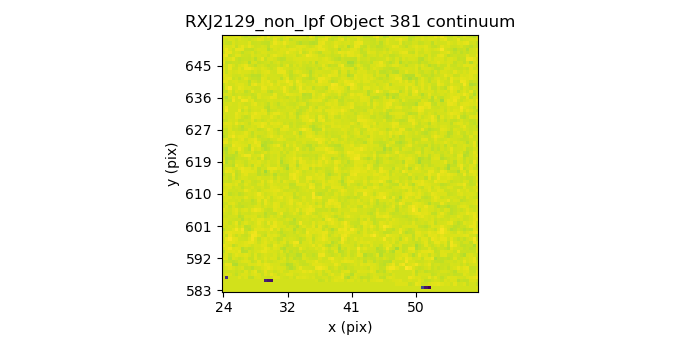 RXJ2129_non_lpf Object 381 continuum
645
636
627
619
610
601
592
583
y (pix)
24 32 41 50
x (pix)